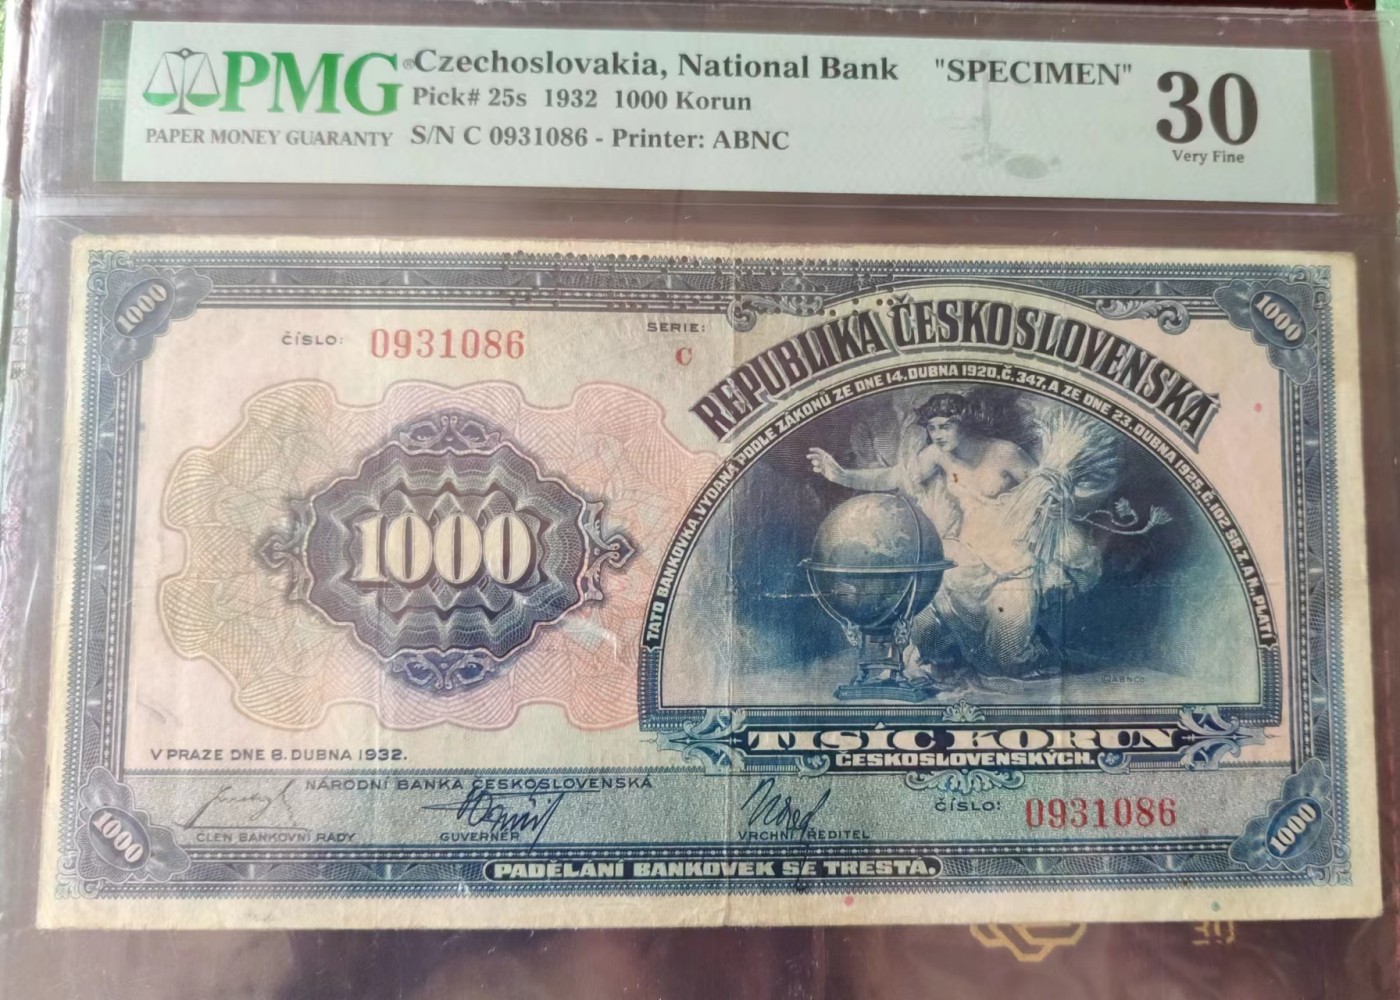 PMG® Czechoslovakia, National Bank "SPECIMEN" 30
Pick# 25s 1932 1000 Korun
PAPER MONEY GUARANTY S/N C 0931086 - Printer: ABNC Very Fine
1000
1000
ČÍSLO: 0931086
SERIE:
C
REPUBLIKA ČESKOSLOVENSKÁ
TATO BANKOVKA, VYDANÁ PODLE ZÁKONŮ ZE DNE 14. DUBNA 1920, Č. 347, A ZE DNE 23. DUBNA 1925, Č. 102 SB. Z. A N., PLATÍ
1000
©ABNCo
TISÍC KORUN
ČESKOSLOVENSKÝCH.
V PRAZE DNE 8. DUBNA 1932.
NÁRODNÍ BANKA ČESKOSLOVENSKÁ
ČLEN BANKOVNÍ RADY
GUVERNÉR
VRCHNÍ ŘEDITEL
ČÍSLO: 0931086
1000
1000
PADĚLÁNÍ BANKOVEK SE TRESTÁ.